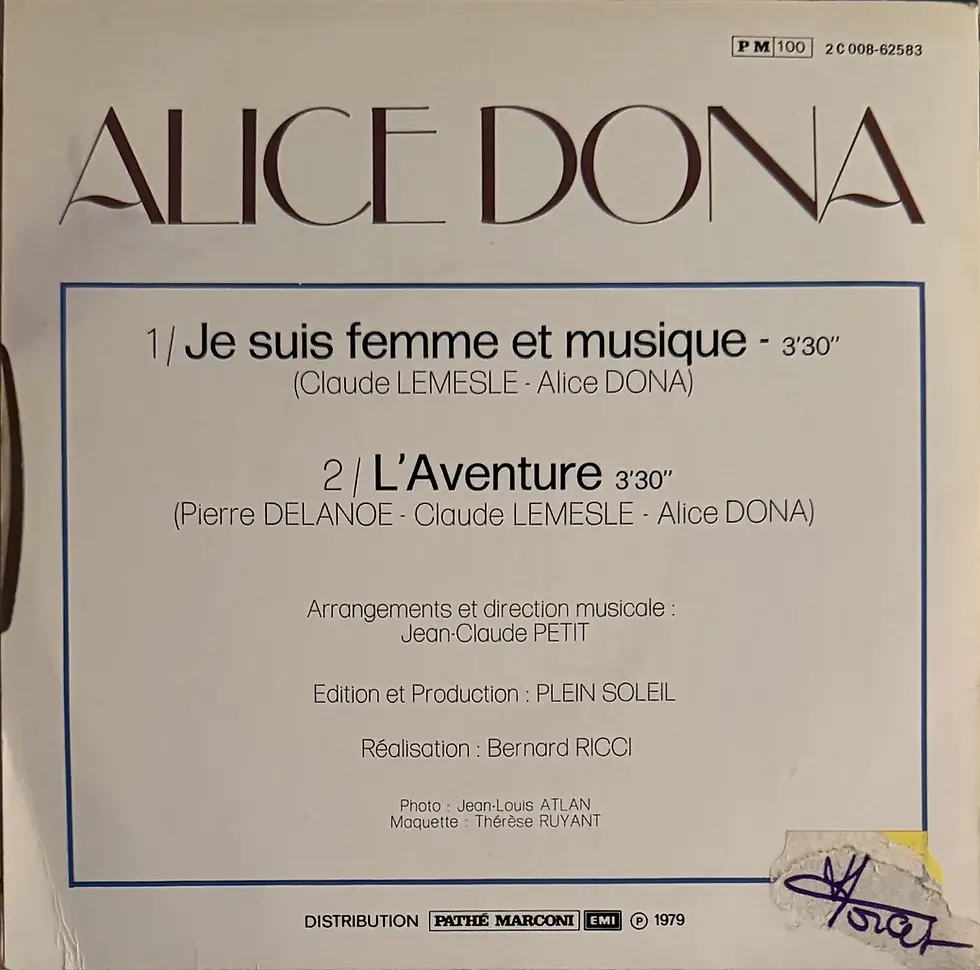 PM 100 2 C 008-62583
ALICE DONA
1/ Je suis femme et musique - 3'30"
(Claude LEMESLE - Alice DONA)
2/ L'Aventure 3'30"
(Pierre DELANOE - Claude LEMESLE - Alice DONA)
Arrangements et direction musicale :
Jean-Claude PETIT
Edition et Production : PLEIN SOLEIL
Réalisation : Bernard RICCI
Photo : Jean-Louis ATLAN
Maquette : Thérèse RUYANT
DISTRIBUTION PATHÉ MARCONI EMI ℗ 1979